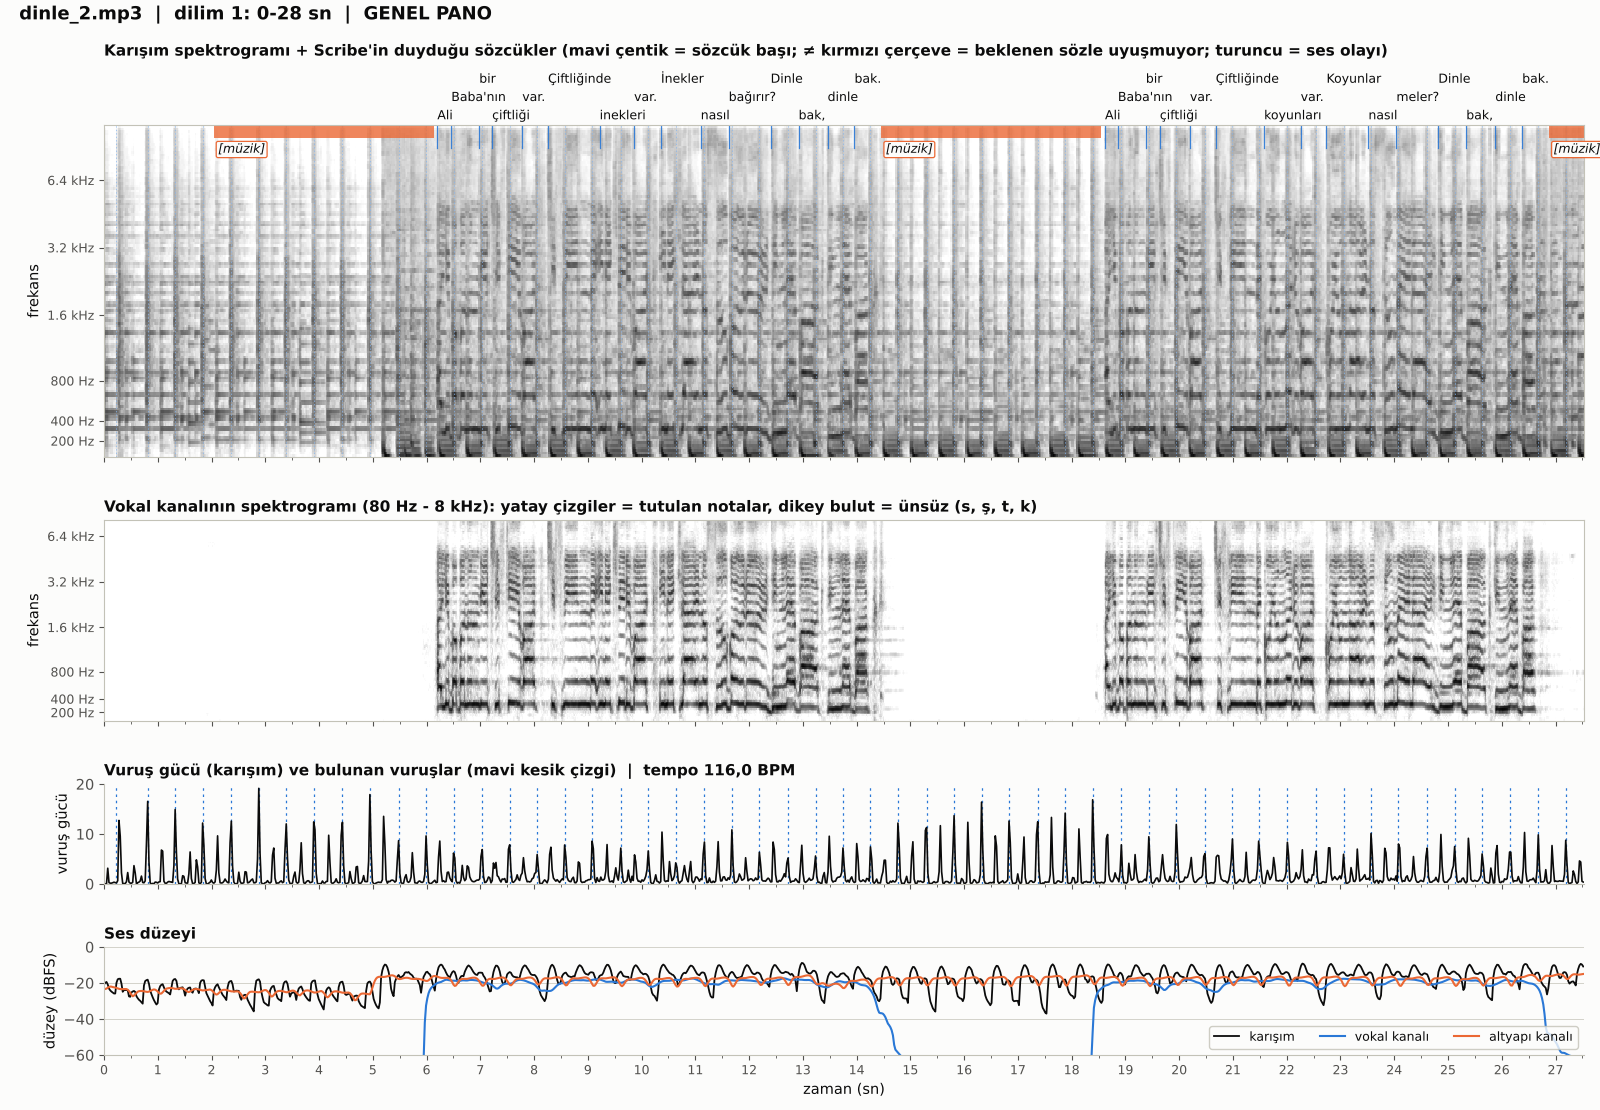 dinle_2.mp3 | dilim 1: 0-28 sn | GENEL PANO
Karışım spektrogramı + Scribe'in duyduğu sözcükler (mavi çentik = sözcük başı; ≠ kırmızı çerçeve = beklenen sözle uyuşmuyor; turuncu = ses olayı)
bir Çiftliğinde İnekler Dinle bak. bir Çiftliğinde Koyunlar Dinle bak.
Baba'nın var. var. bağırır? dinle Baba'nın var. var. meler? dinle
Ali çiftliği inekleri nasıl bak, Ali çiftliği koyunları nasıl bak,
[müzik] [müzik] [müzik]
frekans
6.4 kHz
3.2 kHz
1.6 kHz
800 Hz
400 Hz
200 Hz
Vokal kanalının spektrogramı (80 Hz - 8 kHz): yatay çizgiler = tutulan notalar, dikey bulut = ünsüz (s, ş, t, k)
frekans
6.4 kHz
3.2 kHz
1.6 kHz
800 Hz
400 Hz
200 Hz
Vuruş gücü (karışım) ve bulunan vuruşlar (mavi kesik çizgi) | tempo 116,0 BPM
vuruş gücü
20
10
0
Ses düzeyi
düzey (dBFS)
0
−20
−40
−60
karışım vokal kanalı altyapı kanalı
0 1 2 3 4 5 6 7 8 9 10 11 12 13 14 15 16 17 18 19 20 21 22 23 24 25 26 27
zaman (sn)